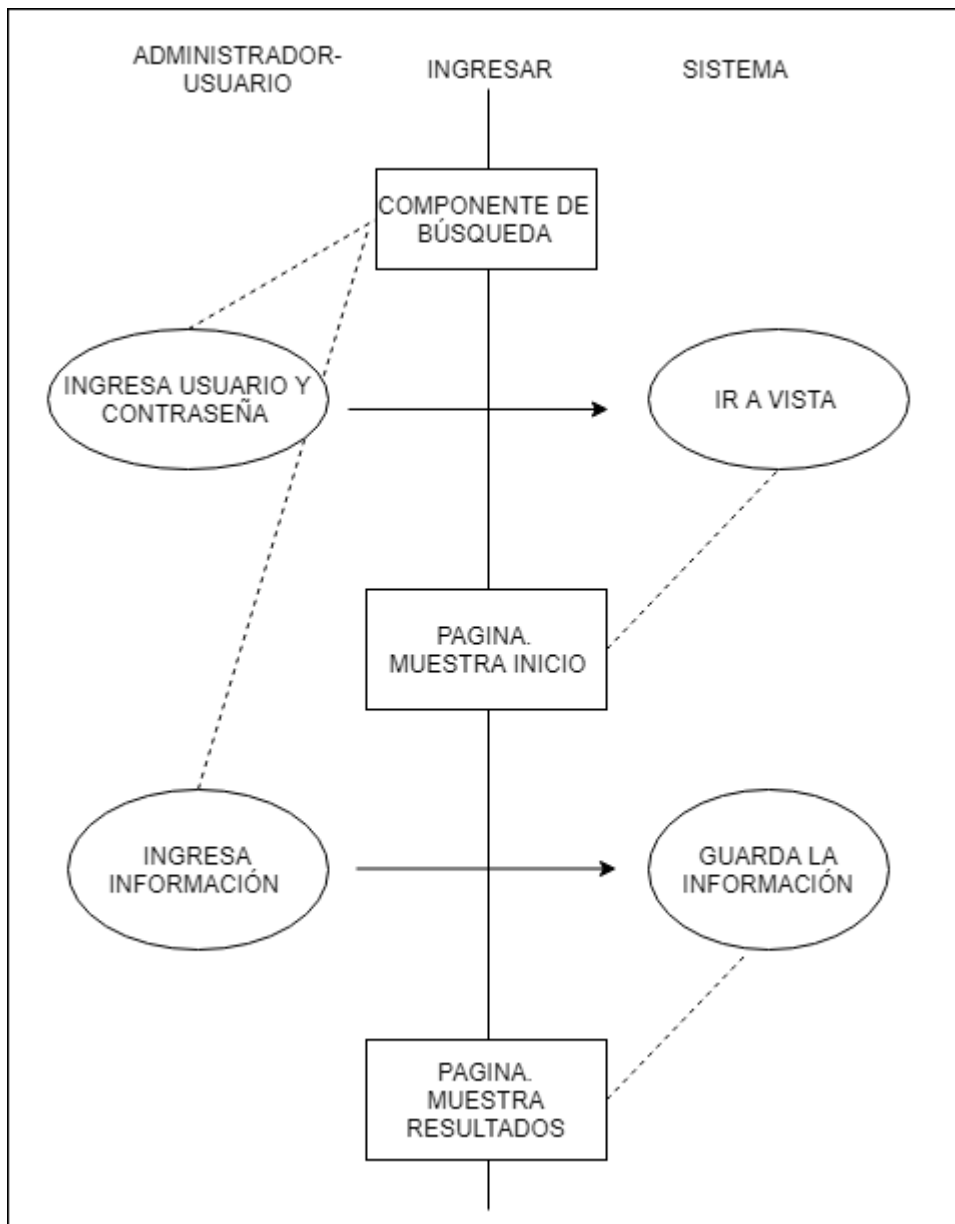 ADMINISTRADOR-
USUARIO
INGRESAR
SISTEMA
COMPONENTE DE
BÚSQUEDA
INGRESA USUARIO Y
CONTRASEÑA
IR A VISTA
PAGINA.
MUESTRA INICIO
INGRESA
INFORMACIÓN
GUARDA LA
INFORMACIÓN
PAGINA.
MUESTRA
RESULTADOS